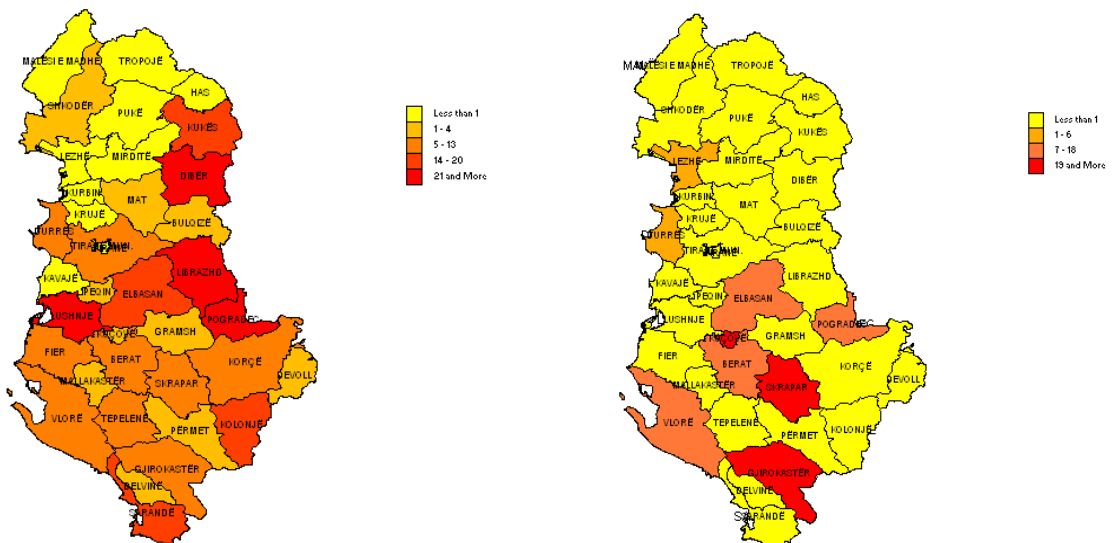 MALËSI E MADHE
TROPOJË
HAS
SHKODËR
PUKË
KUKËS
LEZHË
MIRDITË
DIBËR
KURBIN
MAT
KRUJË
BULQIZË
DURRËS
KAVAJË
LIBRAZHD
PEQIN
ELBASAN
LUSHNJE
POGRADEC
GRAMSH
FIER
BERAT
KORÇË
MALLAKASTËR
SKRAPAR
DEVOLL
VLORË
TEPELENË
PËRMET
KOLONJË
GJIROKASTËR
DELVINË
SARANDË
Less than 1
1 - 4
5 - 13
14 - 20
21 and More
MALËSI E MADHE
TROPOJË
HAS
SHKODËR
PUKË
KUKËS
LEZHË
MIRDITË
DIBËR
KURBIN
MAT
KRUJË
BULQIZË
DURRËS
KAVAJË
LIBRAZHD
PEQIN
ELBASAN
LUSHNJE
POGRADEC
GRAMSH
FIER
BERAT
KORÇË
MALLAKASTËR
SKRAPAR
DEVOLL
VLORË
TEPELENË
PËRMET
KOLONJË
GJIROKASTËR
DELVINË
SARANDË
Less than 1
1 - 6
7 - 18
19 and More